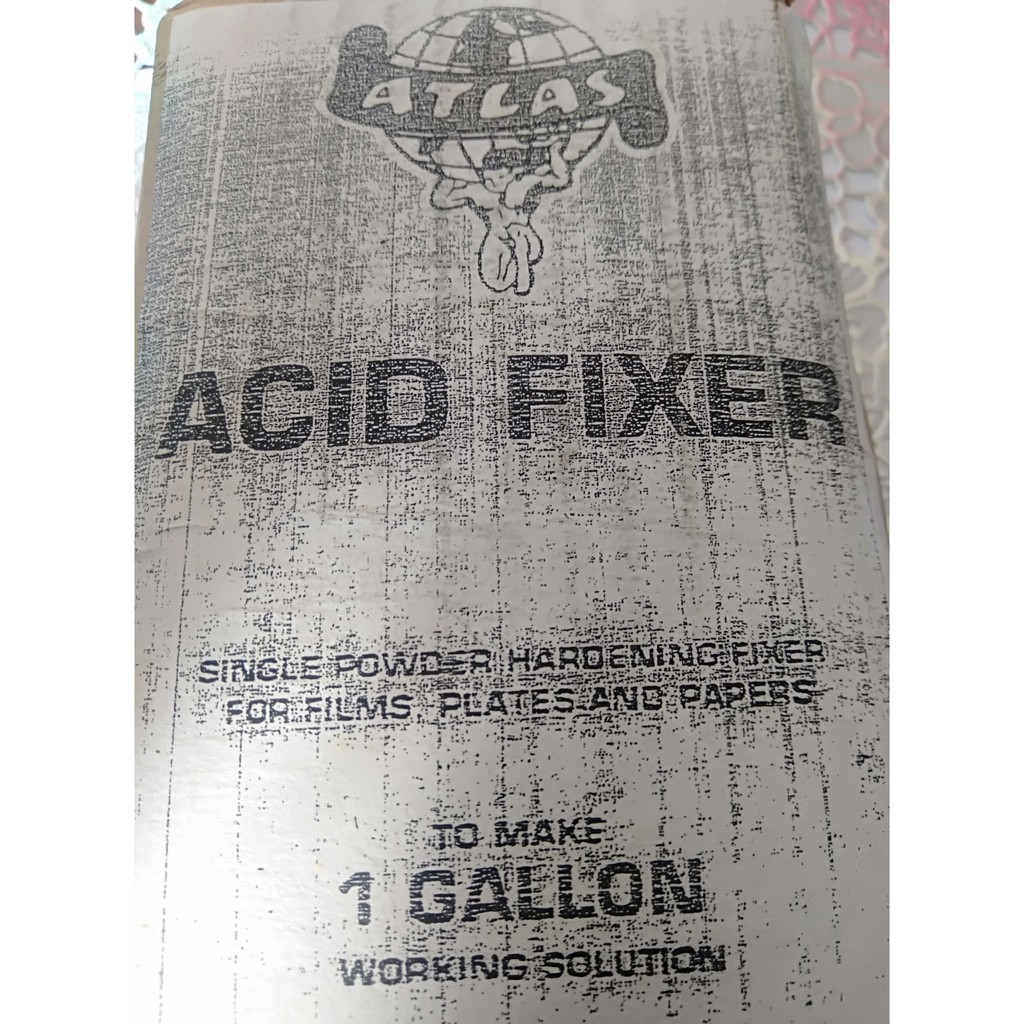 ATLAS
ACID FIXER
SINGLE POWDER HARDENING FIXER
FOR FILMS, PLATES AND PAPERS
TO MAKE
1 GALLON
WORKING SOLUTION